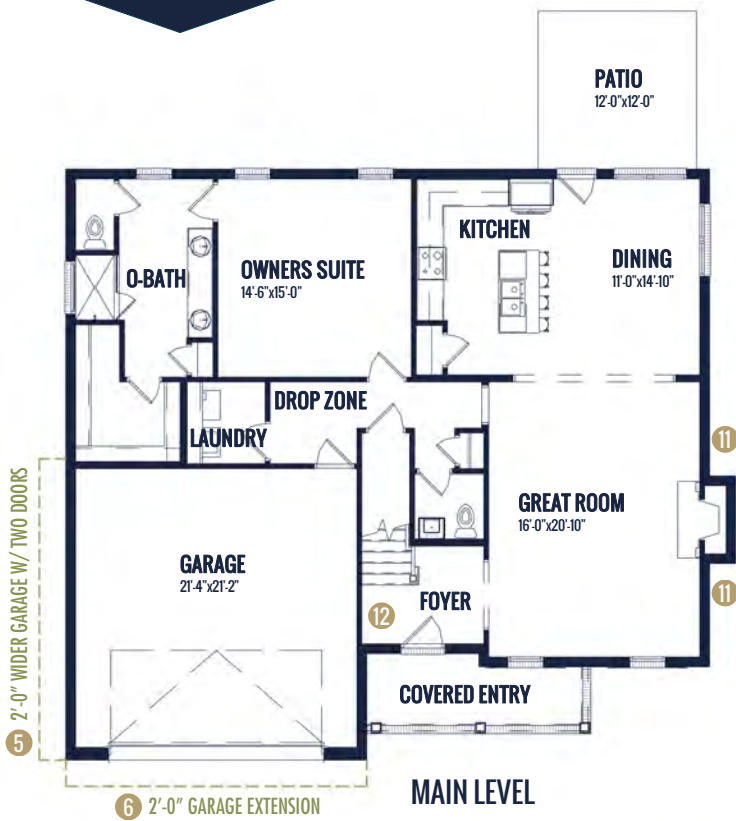 PATIO
12'-0"x12'-0"
KITCHEN
DINING
11'-0"x14'-10"
O-BATH
OWNERS SUITE
14'-6"x15'-0"
DROP ZONE
LAUNDRY
11
GREAT ROOM
16'-0"x20'-10"
GARAGE
21'-4"x21'-2"
11
12
FOYER
COVERED ENTRY
5 2'-0" WIDER GARAGE W/ TWO DOORS
6 2'-0" GARAGE EXTENSION
MAIN LEVEL